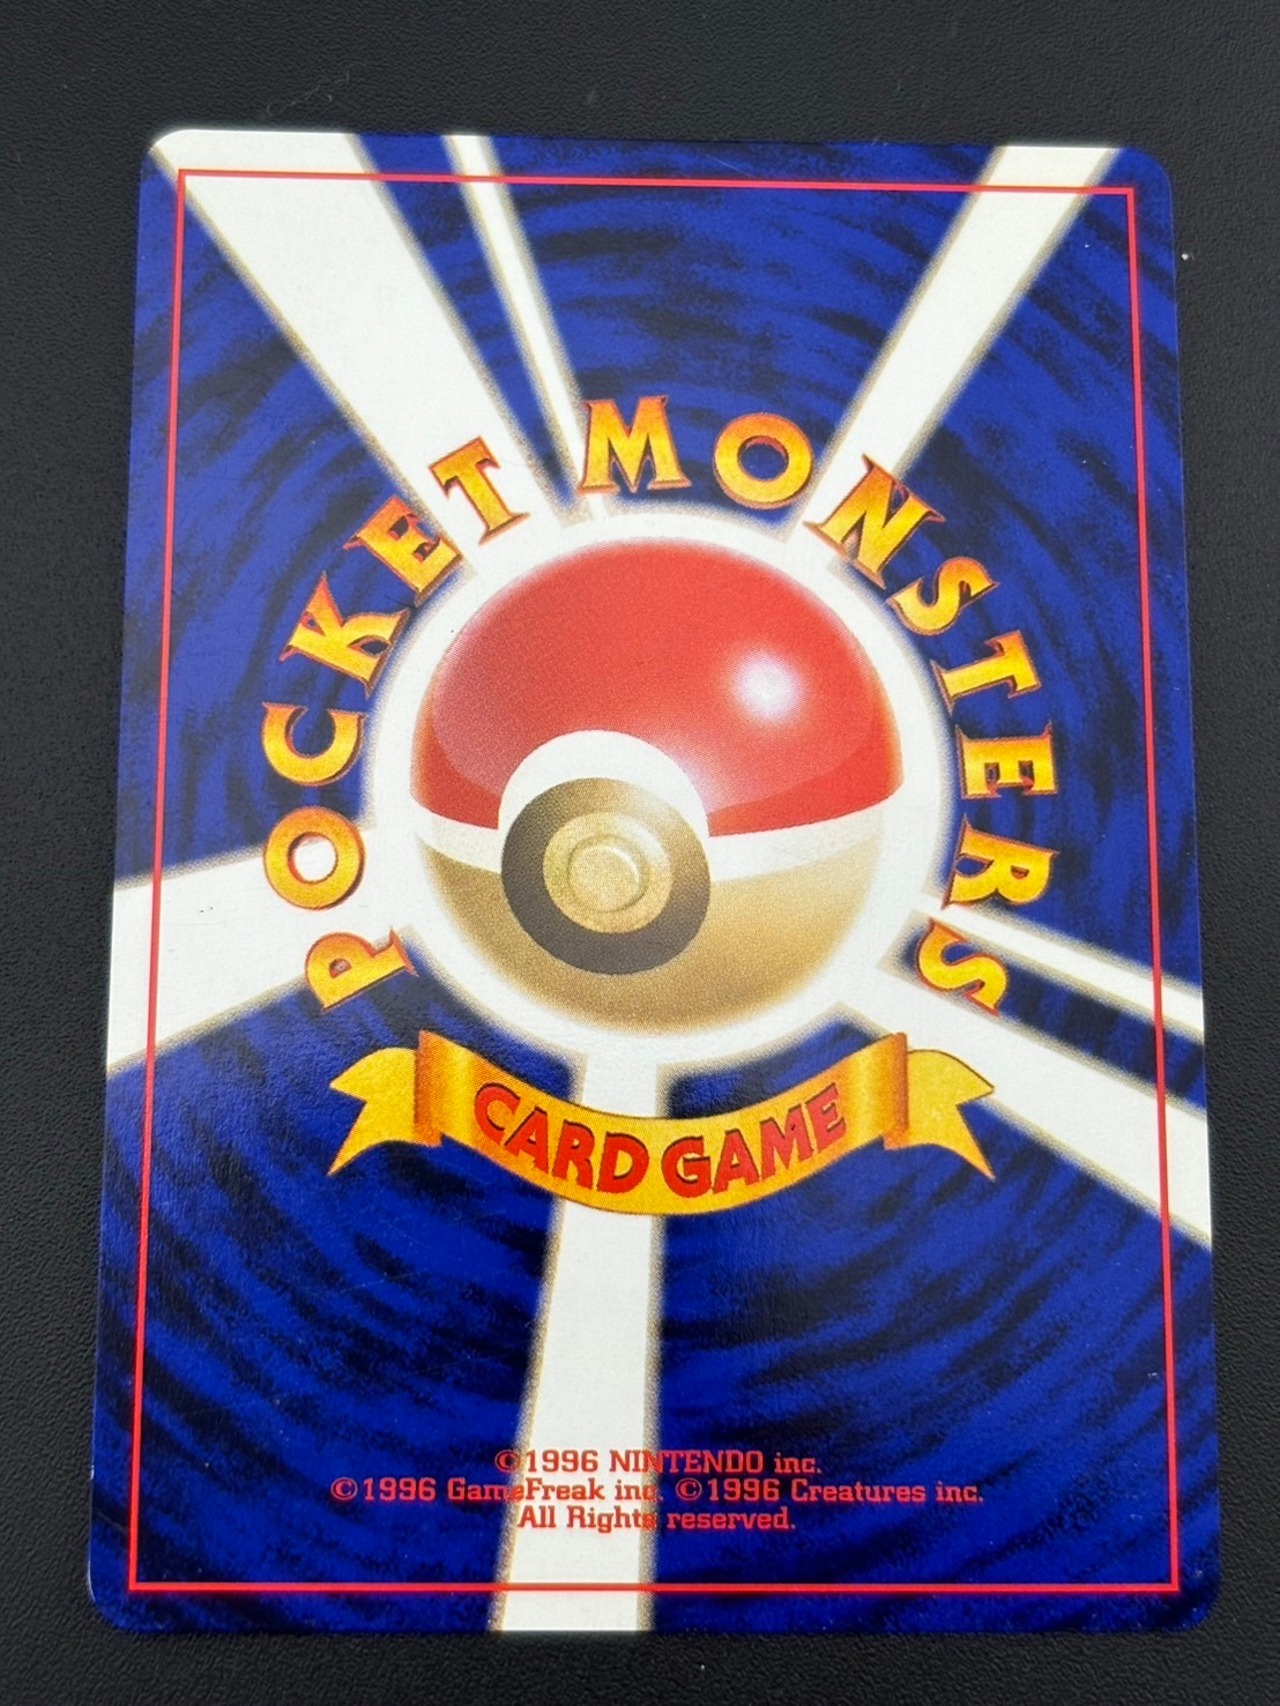 POCKET MONSTERS
CARD GAME
©1996 NINTENDO inc.
©1996 GameFreak inc. ©1996 Creatures inc.
All Rights reserved.